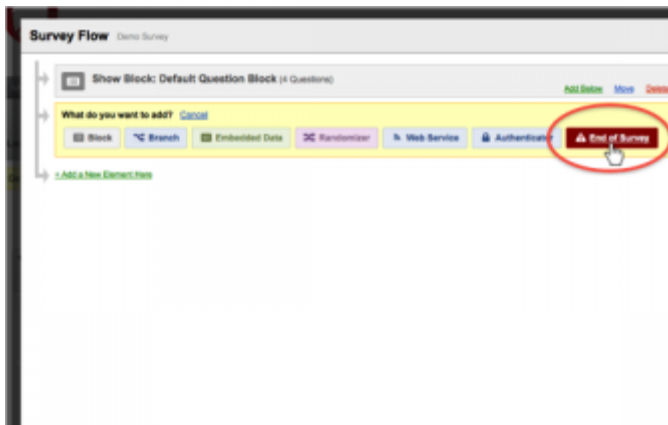 Survey Flow Demo Survey
Show Block: Default Question Block (4 Questions)
Add Below Move Delete
What do you want to add? Cancel
Block Branch Embedded Data Randomizer Web Service Authenticator End of Survey
+ Add a New Element Here